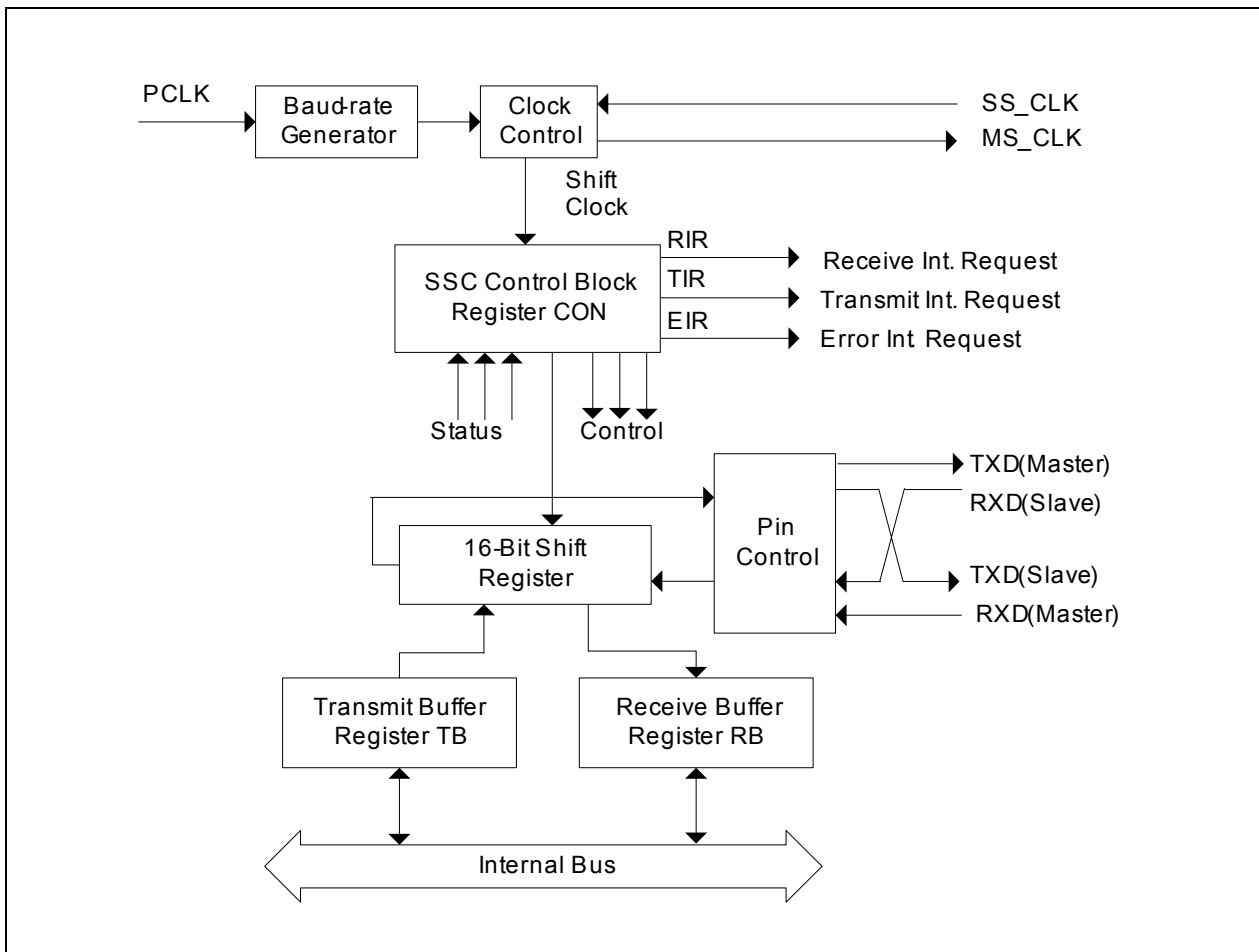 PCLK
Baud-rate
Generator
Clock
Control
SS_CLK
MS_CLK
Shift
Clock
SSC Control Block
Register CON
RIR
Receive Int. Request
TIR
Transmit Int. Request
EIR
Error Int. Request
Status
Control
16-Bit Shift
Register
Pin
Control
TXD(Master)
RXD(Slave)
TXD(Slave)
RXD(Master)
Transmit Buffer
Register TB
Receive Buffer
Register RB
Internal Bus